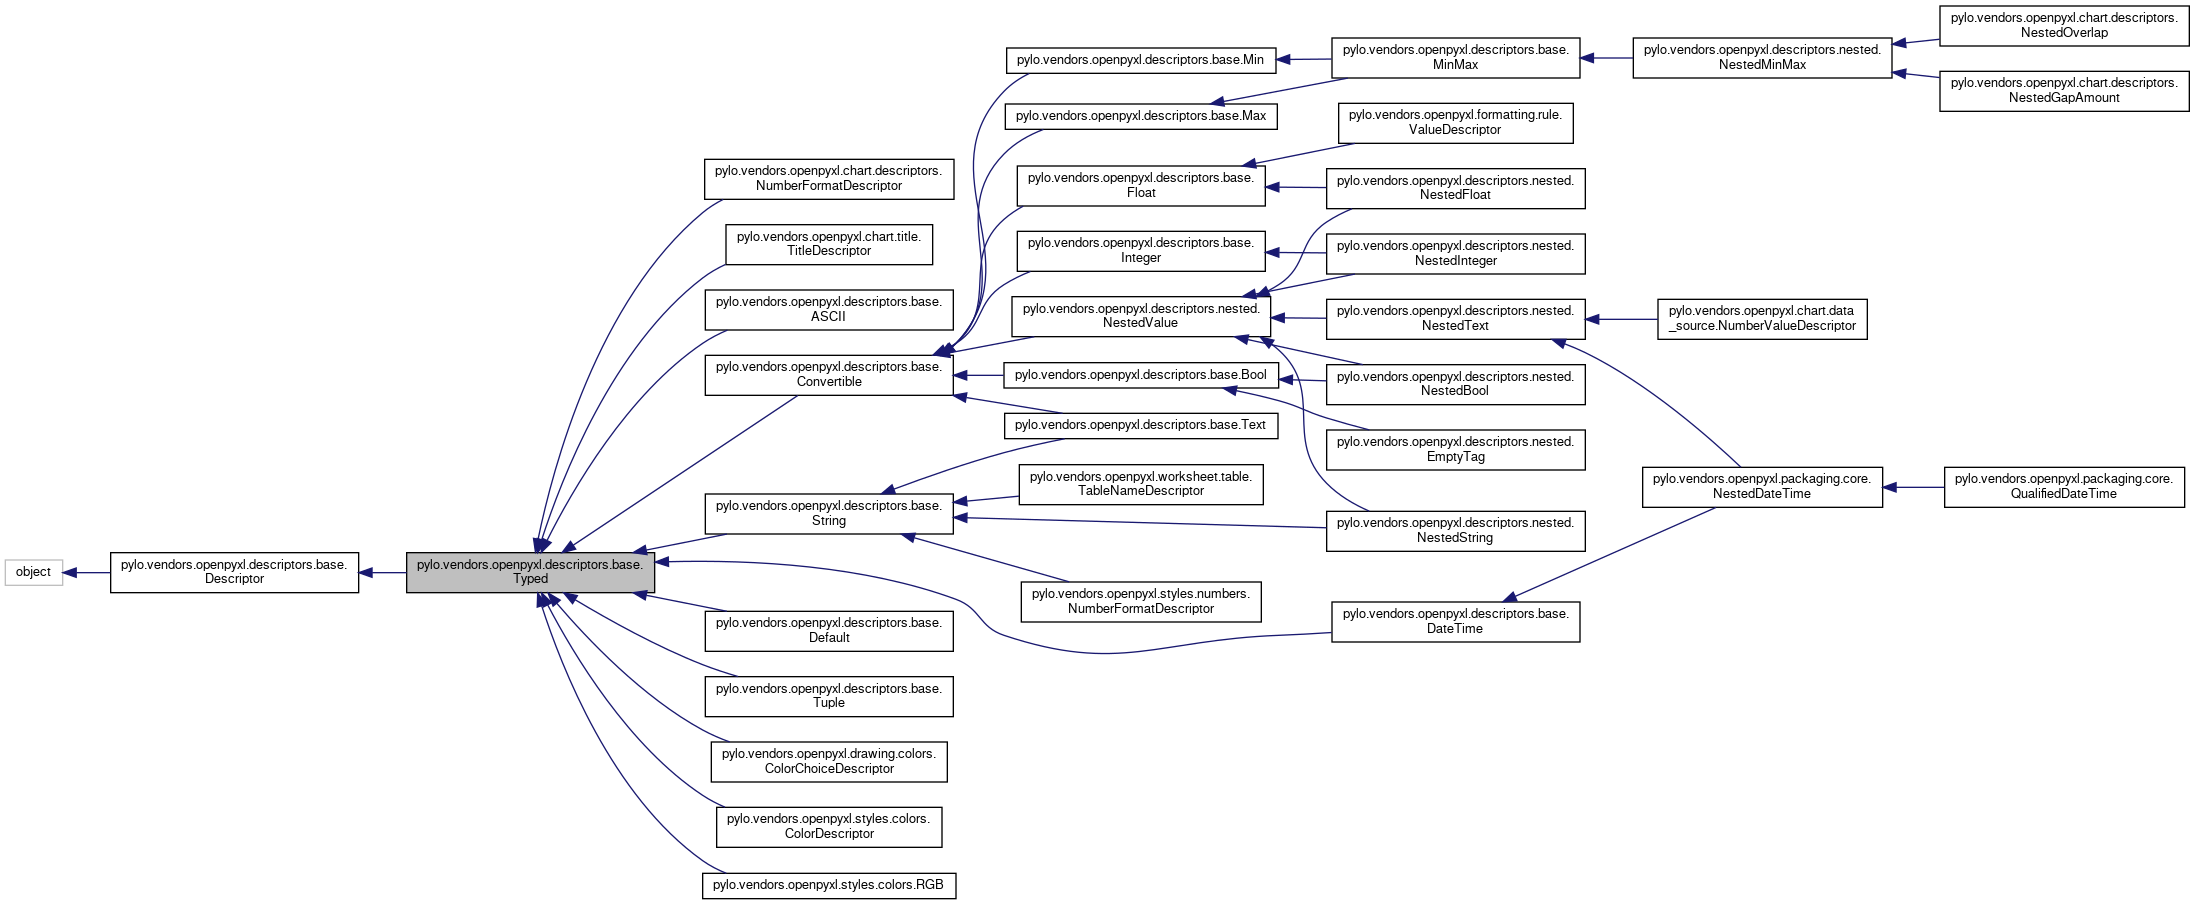 object
pylo.vendors.openpyxl.descriptors.base.
Descriptor
pylo.vendors.openpyxl.descriptors.base.
Typed
pylo.vendors.openpyxl.chart.descriptors.
NumberFormatDescriptor
pylo.vendors.openpyxl.chart.title.
TitleDescriptor
pylo.vendors.openpyxl.descriptors.base.
ASCII
pylo.vendors.openpyxl.descriptors.base.
Convertible
pylo.vendors.openpyxl.descriptors.base.
String
pylo.vendors.openpyxl.descriptors.base.
Default
pylo.vendors.openpyxl.descriptors.base.
Tuple
pylo.vendors.openpyxl.drawing.colors.
ColorChoiceDescriptor
pylo.vendors.openpyxl.styles.colors.
ColorDescriptor
pylo.vendors.openpyxl.styles.colors.RGB
pylo.vendors.openpyxl.descriptors.base.Min
pylo.vendors.openpyxl.descriptors.base.Max
pylo.vendors.openpyxl.descriptors.base.
Float
pylo.vendors.openpyxl.descriptors.base.
Integer
pylo.vendors.openpyxl.descriptors.nested.
NestedValue
pylo.vendors.openpyxl.descriptors.base.Bool
pylo.vendors.openpyxl.descriptors.base.Text
pylo.vendors.openpyxl.worksheet.table.
TableNameDescriptor
pylo.vendors.openpyxl.styles.numbers.
NumberFormatDescriptor
pylo.vendors.openpyxl.descriptors.base.
MinMax
pylo.vendors.openpyxl.formatting.rule.
ValueDescriptor
pylo.vendors.openpyxl.descriptors.nested.
NestedFloat
pylo.vendors.openpyxl.descriptors.nested.
NestedInteger
pylo.vendors.openpyxl.descriptors.nested.
NestedText
pylo.vendors.openpyxl.descriptors.nested.
NestedBool
pylo.vendors.openpyxl.descriptors.nested.
EmptyTag
pylo.vendors.openpyxl.descriptors.nested.
NestedString
pylo.vendors.openpyxl.descriptors.base.
DateTime
pylo.vendors.openpyxl.descriptors.nested.
NestedMinMax
pylo.vendors.openpyxl.chart.data
_source.NumberValueDescriptor
pylo.vendors.openpyxl.packaging.core.
NestedDateTime
pylo.vendors.openpyxl.chart.descriptors.
NestedOverlap
pylo.vendors.openpyxl.chart.descriptors.
NestedGapAmount
pylo.vendors.openpyxl.packaging.core.
QualifiedDateTime